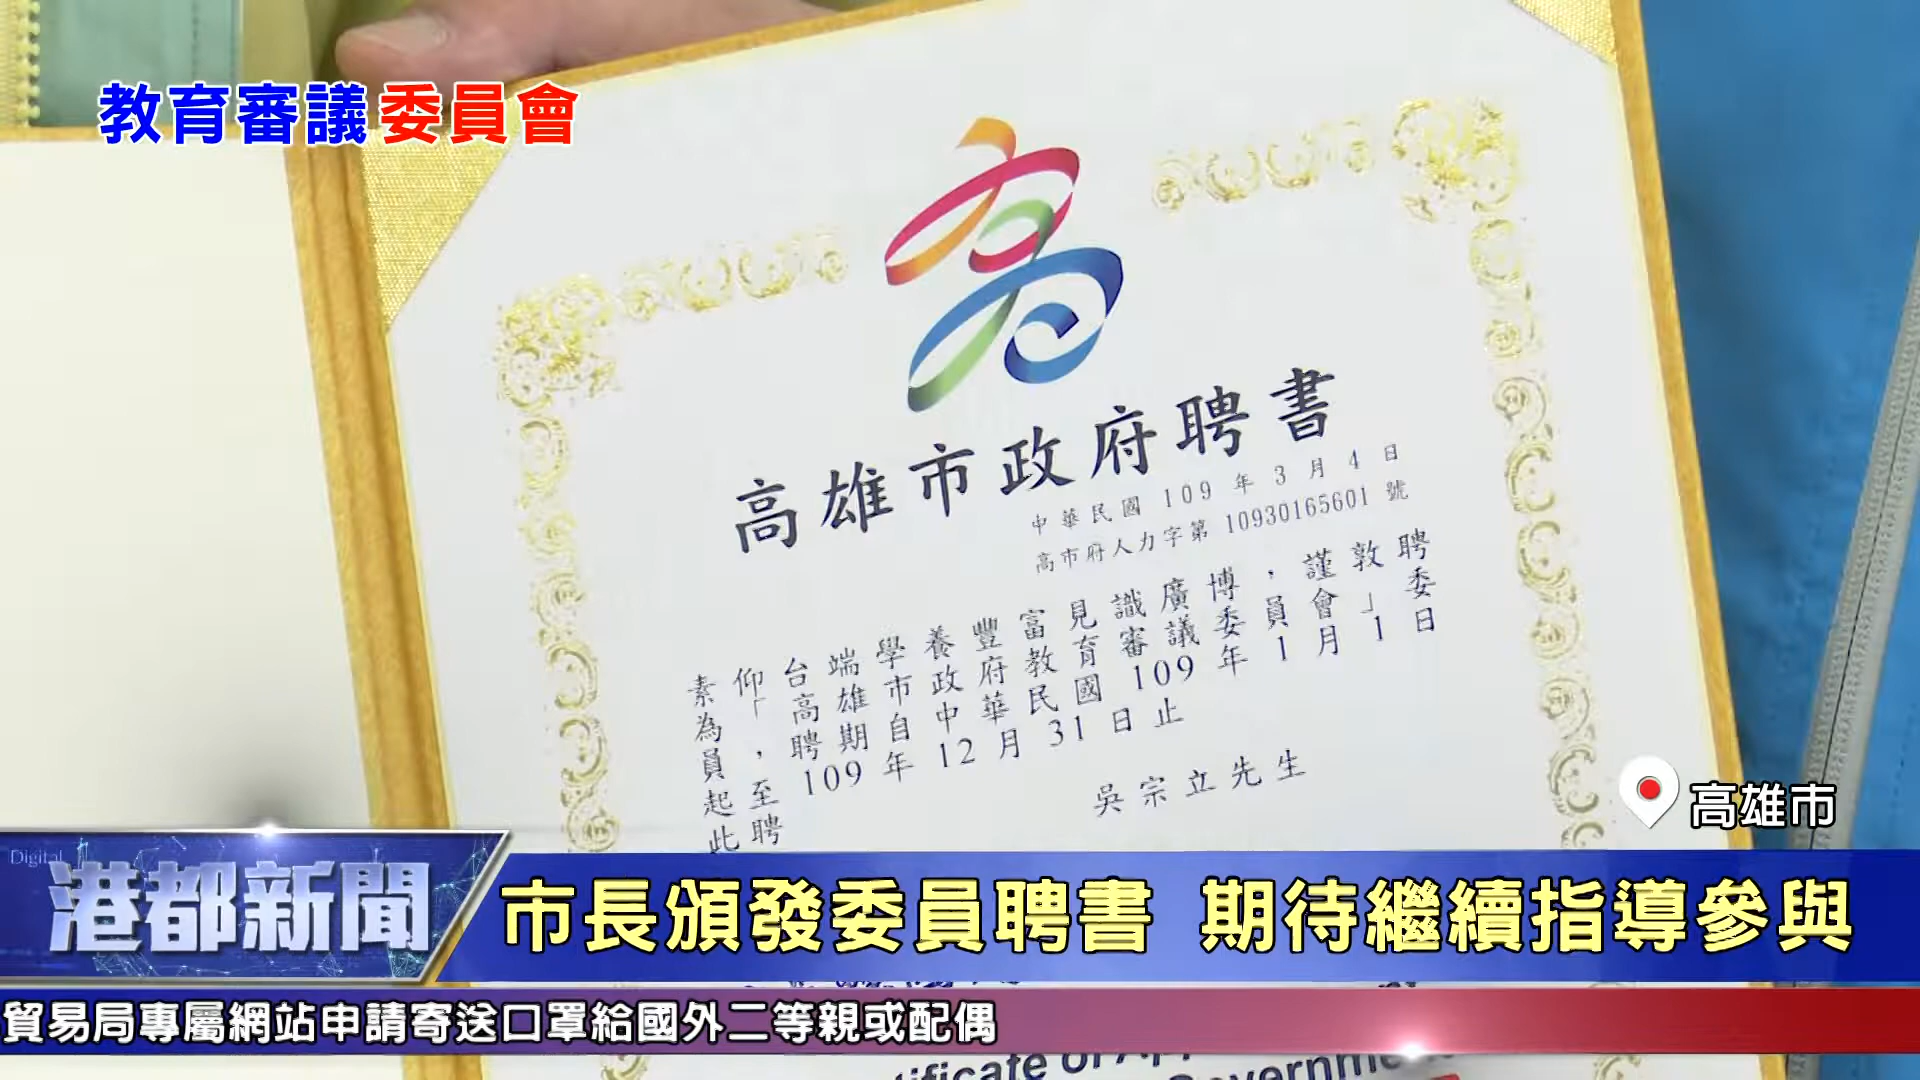 教育審議委員會
高雄市政府聘書
中華民國 109 年 3 月 4 日
高市府人力字第 10930165601 號
素仰台端學養豐富見識廣博，謹敦聘
為「高雄市政府教育審議委員會」委
員，聘期自中華民國 109 年 1 月 1 日
起至 109 年 12 月 31 日止
此聘
吳宗立先生
高雄市
Digital
港都新聞
市長頒發委員聘書 期待繼續指導參與
貿易局專屬網站申請寄送口罩給國外二等親或配偶